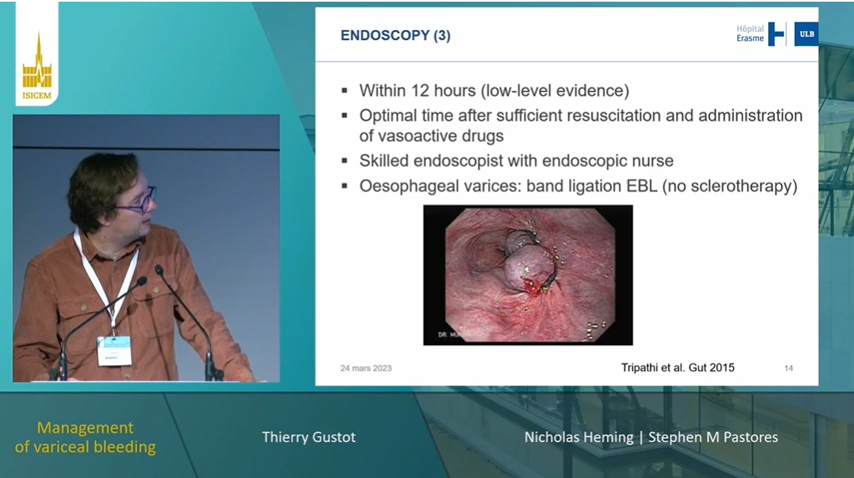 ISICEM
ENDOSCOPY (3)
Hôpital
Erasme
ULB
▪ Within 12 hours (low-level evidence)
▪ Optimal time after sufficient resuscitation and administration
of vasoactive drugs
▪ Skilled endoscopist with endoscopic nurse
▪ Oesophageal varices: band ligation EBL (no sclerotherapy)
24 mars 2023
Tripathi et al. Gut 2015
14
Management
of variceal bleeding
Thierry Gustot
Nicholas Heming | Stephen M Pastores